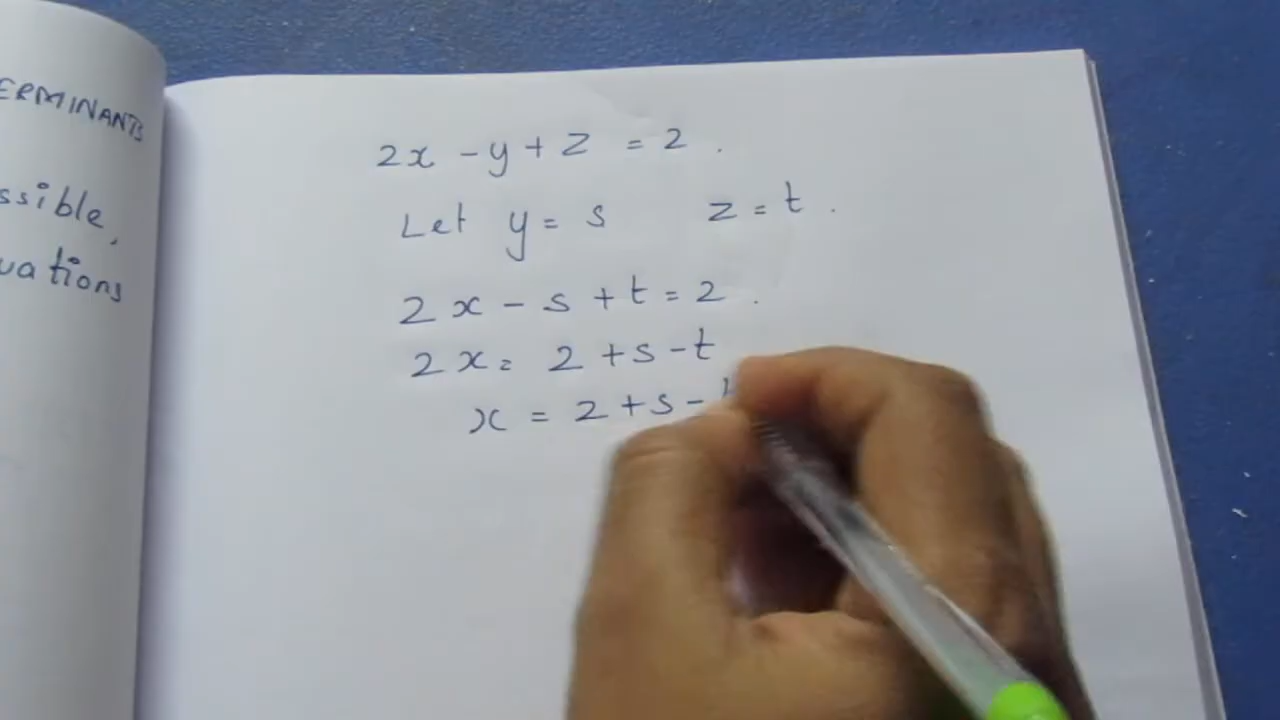 ERMINANTS
ssible,
uations
2x - y + z = 2 .
Let y = s z = t .
2x - s + t = 2 .
2x = 2 + s - t
x = 2 + s - t